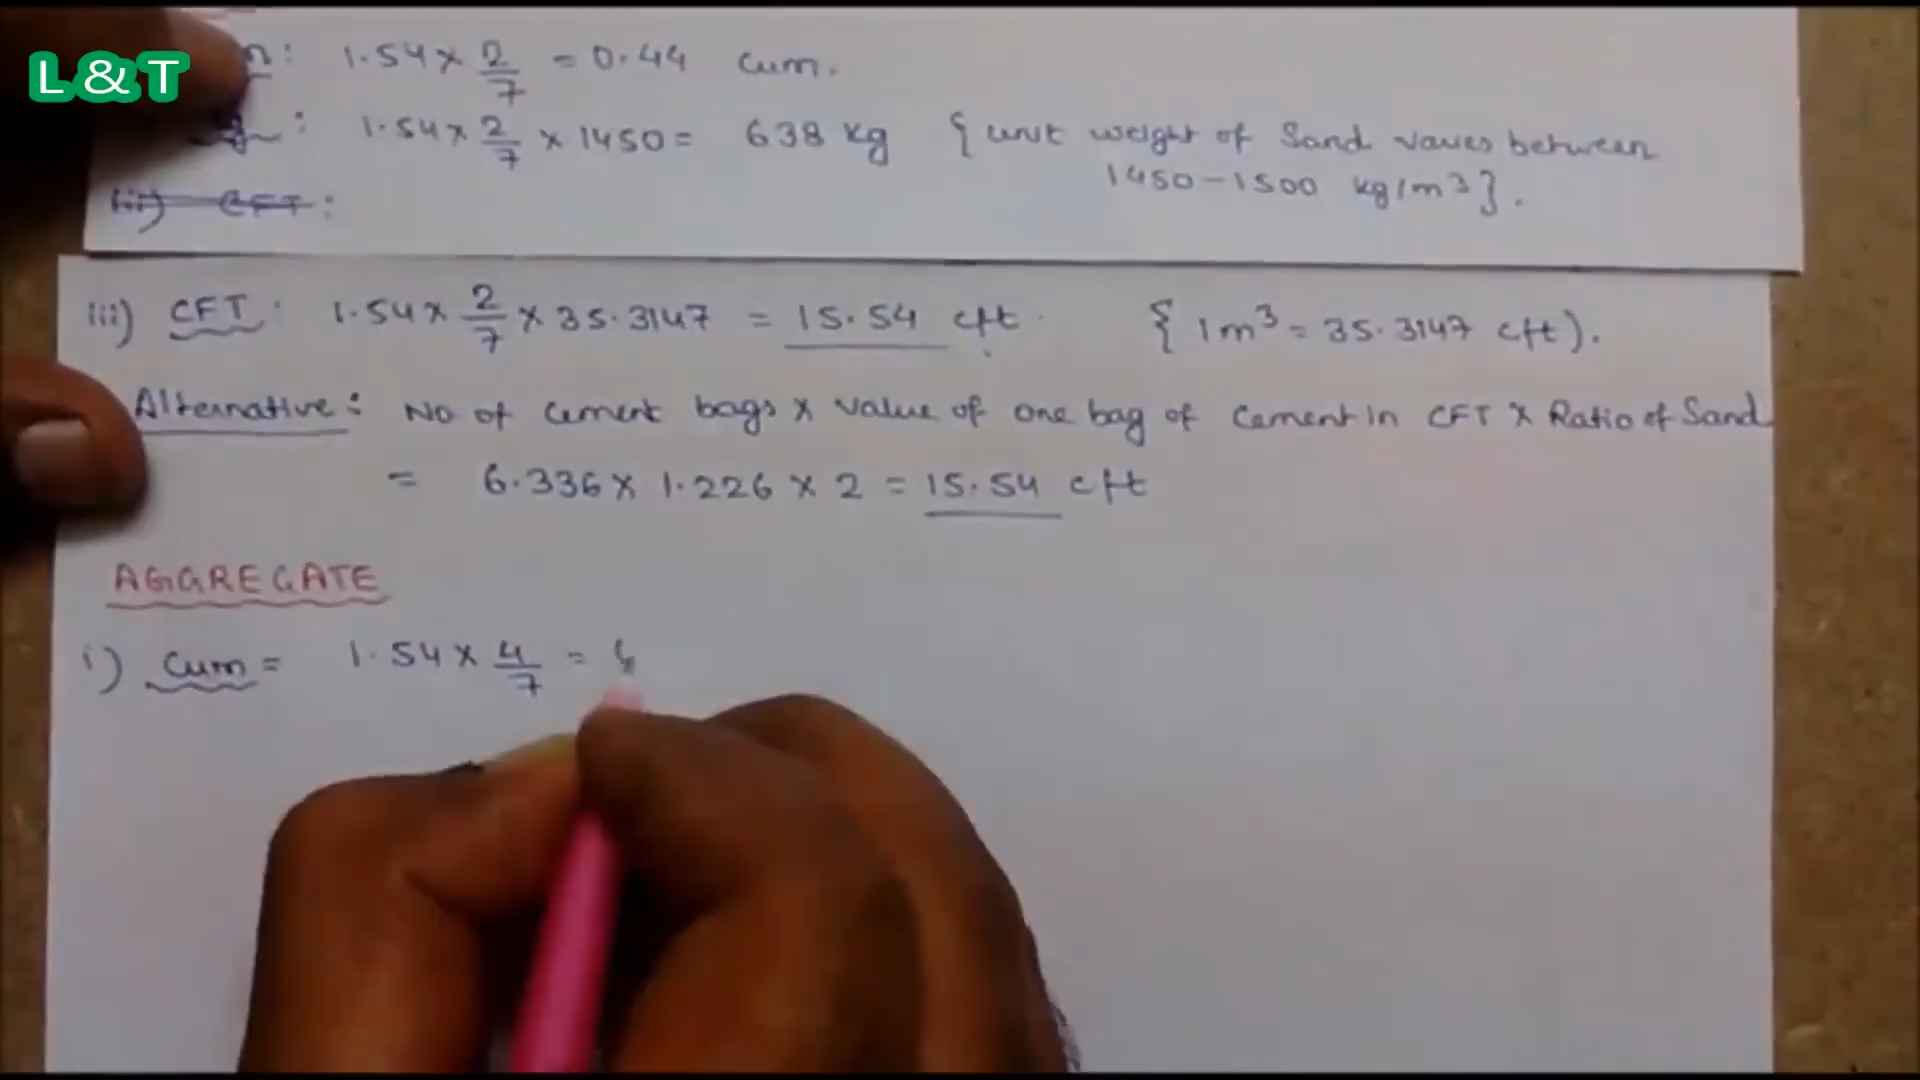 L&T
: 1.54 × 2/7 = 0.44 cum.
: 1.54 × 2/7 × 1450 = 638 kg { unit weight of Sand varies between
1450-1500 kg/m³}.
iii) CFT:
iii) CFT: 1.54 × 2/7 × 35.3147 = 15.54 cft { 1m³ = 35.3147 cft).
Alternative: No of cement bags × value of one bag of Cement in CFT × Ratio of Sand
= 6.336 × 1.226 × 2 = 15.54 cft
AGGREGATE
i) Cum = 1.54 × 4/7 =